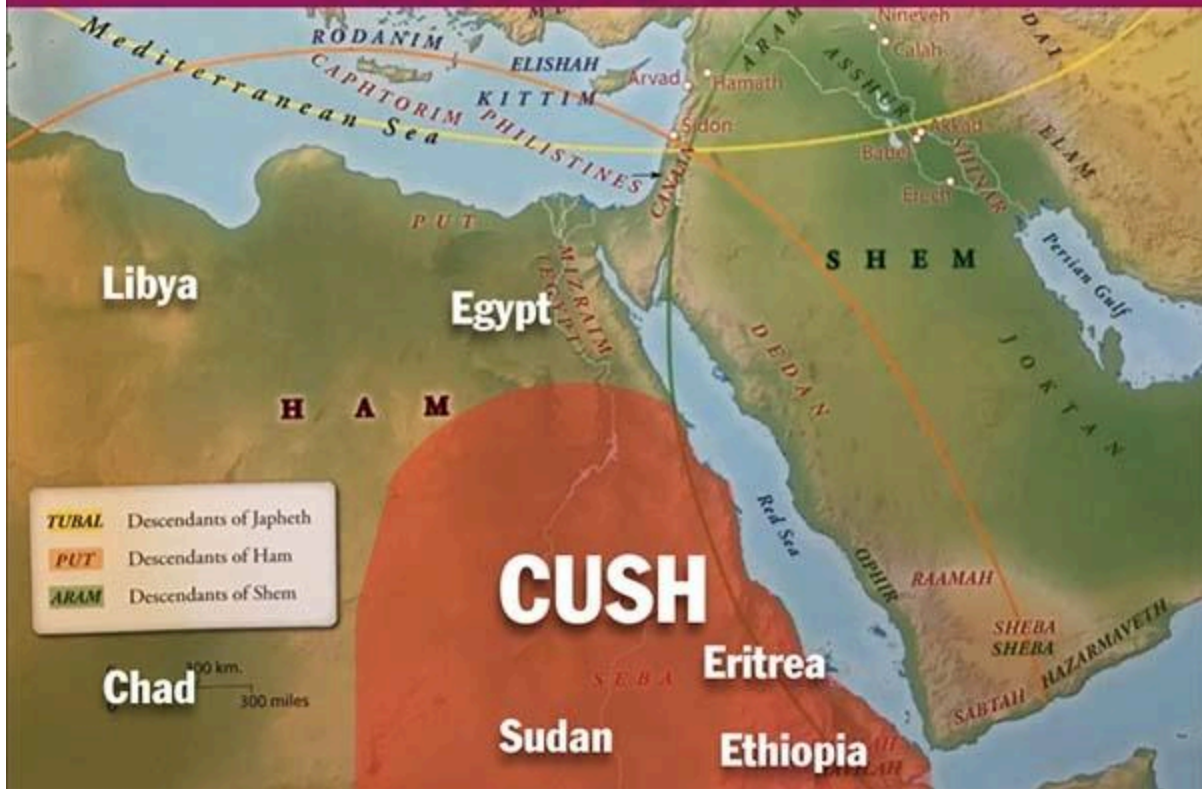 Nineveh
Calah
DAI
ARAM
ASSHUR
RODANIM
ELISHAH
Arvad
Hamath
Mediterranean Sea
CAPHTORIM
KITTIM
PHILISTINES
Sidon
Akkad
Babel
SHINAR
ELAM
Erech
CANAAN
PUT
Libya
Egypt
MIZRAIM
(EGYPT)
SHEM
Persian Gulf
DEDAN
JOKTAN
HAM
TUBAL Descendants of Japheth
PUT Descendants of Ham
ARAM Descendants of Shem
Red Sea
CUSH
OPHIR
RAAMAH
SHEBA
SHEBA
HAZARMAVETH
SABTAH
Eritrea
SEBA
Chad
300 miles
Sudan
Ethiopia